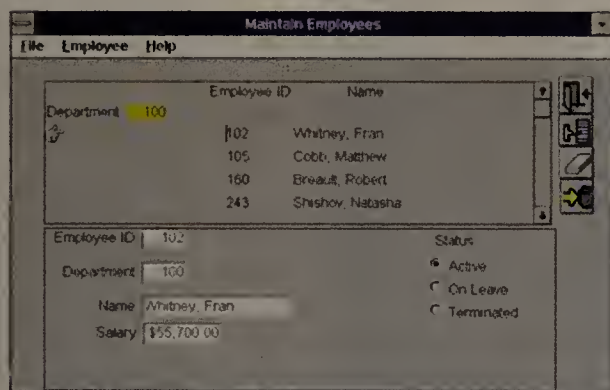 Maintain Employees
File Employee Help
Employee ID Name
Department 100
102 Whitney, Fran
105 Cobb, Matthew
160 Breault, Robert
243 Shishov, Natasha
Employee ID 102
Department 100
Name Whitney, Fran
Salary $55,700.00
Status
Active
On Leave
Terminated